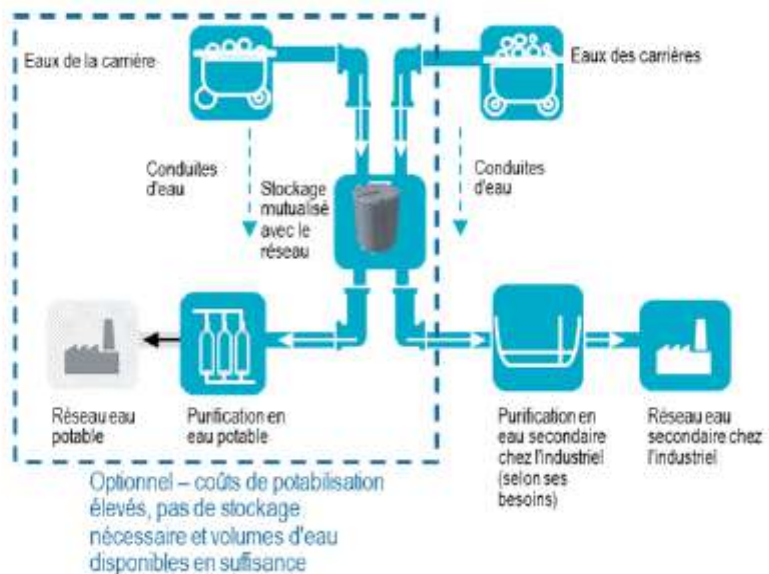 Eaux de la carrière
Eaux des carrières
Conduites
d'eau
Stockage
mutualisé
avec le
réseau
Conduites
d'eau
Réseau eau
potable
Purification en
eau potable
Purification en
eau secondaire
chez l'industriel
(selon ses
besoins)
Réseau eau
secondaire chez
l'industriel
Optionnel – coûts de potabilisation
élevés, pas de stockage
nécessaire et volumes d'eau
disponibles en suffisance